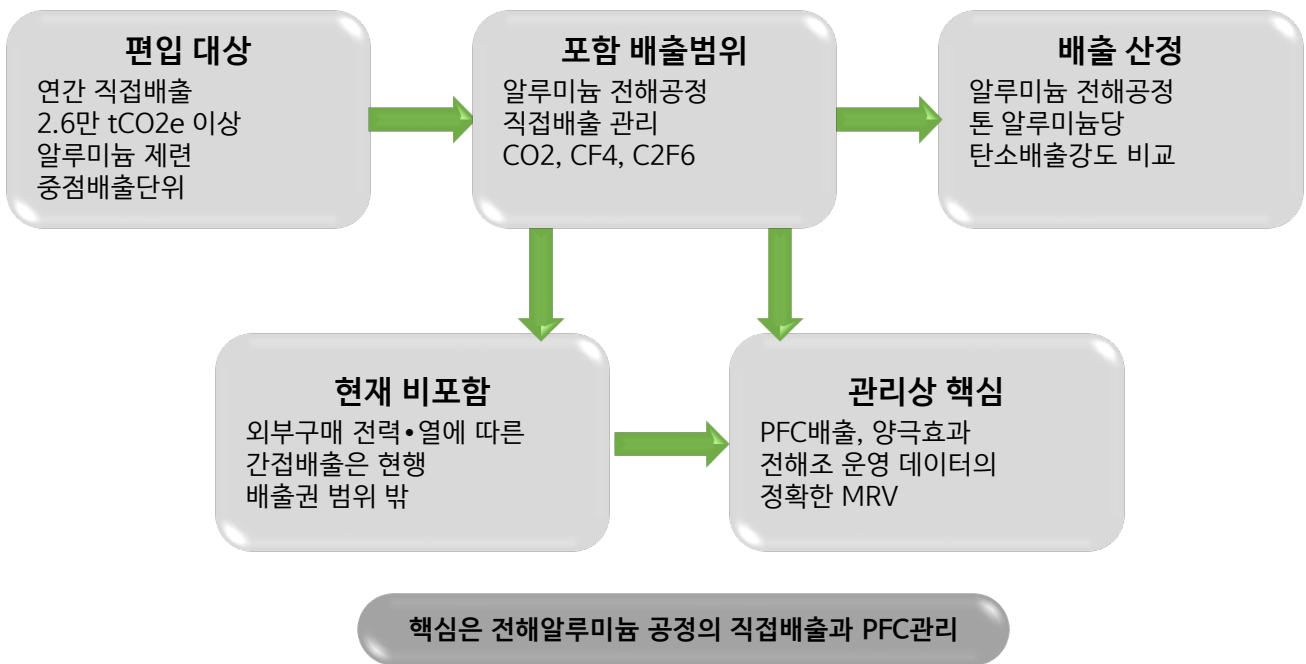 편입 대상
연간 직접배출
2.6만 tCO2e 이상
알루미늄 제련
중점배출단위
포함 배출범위
알루미늄 전해공정
직접배출 관리
CO2, CF4, C2F6
배출 산정
알루미늄 전해공정
톤 알루미늄당
탄소배출강도 비교
현재 비포함
외부구매 전력•열에 따른
간접배출은 현행
배출권 범위 밖
관리상 핵심
PFC배출, 양극효과
전해조 운영 데이터의
정확한 MRV
핵심은 전해알루미늄 공정의 직접배출과 PFC관리